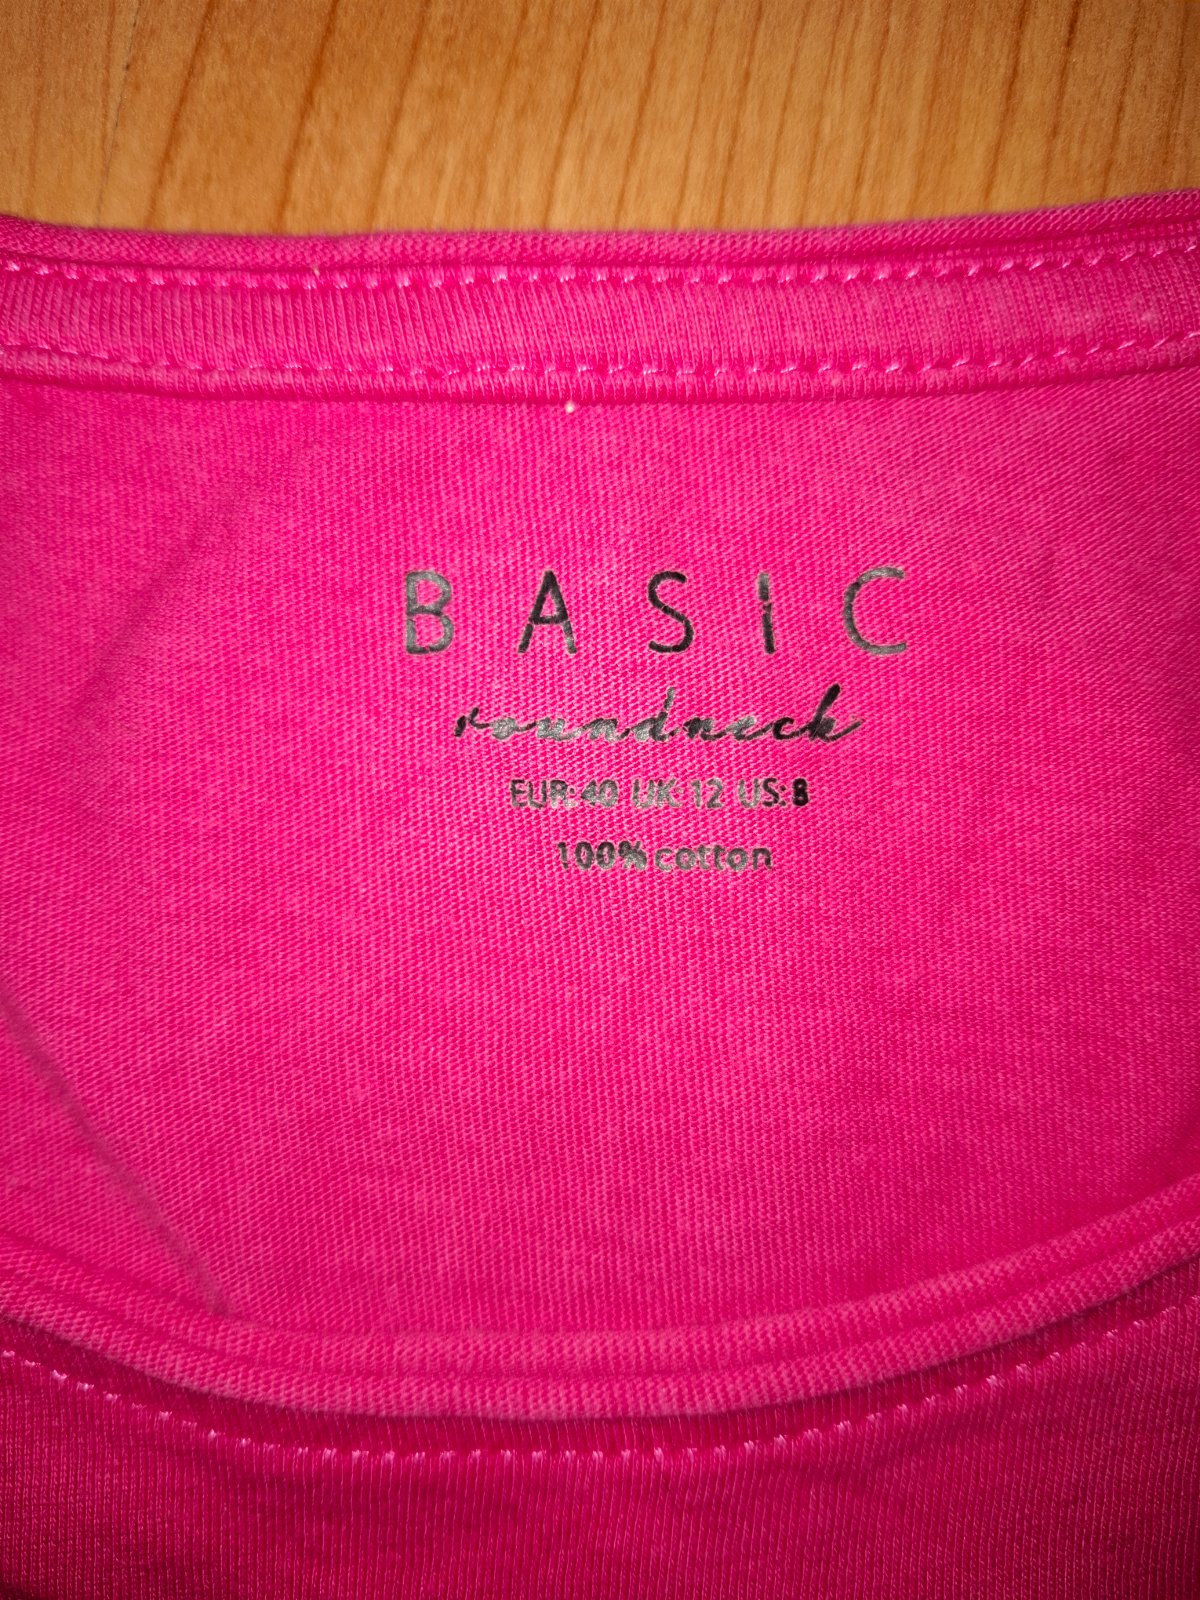 BASIC
roundneck
EUR:40 UK:12 US:8
100% cotton